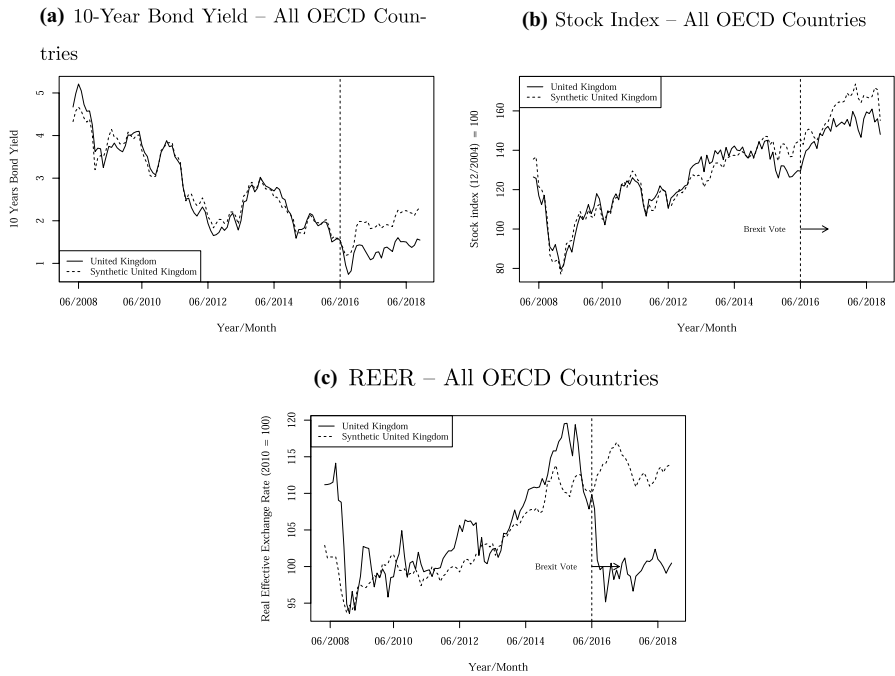 (a) 10-Year Bond Yield – All OECD Coun-
tries
10 Years Bond Yield
5
4
3
2
1
United Kingdom
Synthetic United Kingdom
06/2008 06/2010 06/2012 06/2014 06/2016 06/2018
Year/Month
(b) Stock Index – All OECD Countries
Stock index (12/2004) = 100
160
140
120
100
80
United Kingdom
Synthetic United Kingdom
Brexit Vote
06/2008 06/2010 06/2012 06/2014 06/2016 06/2018
Year/Month
(c) REER – All OECD Countries
Real Effective Exchange Rate (2010 = 100)
120
115
110
105
100
95
United Kingdom
Synthetic United Kingdom
Brexit Vote
06/2008 06/2010 06/2012 06/2014 06/2016 06/2018
Year/Month